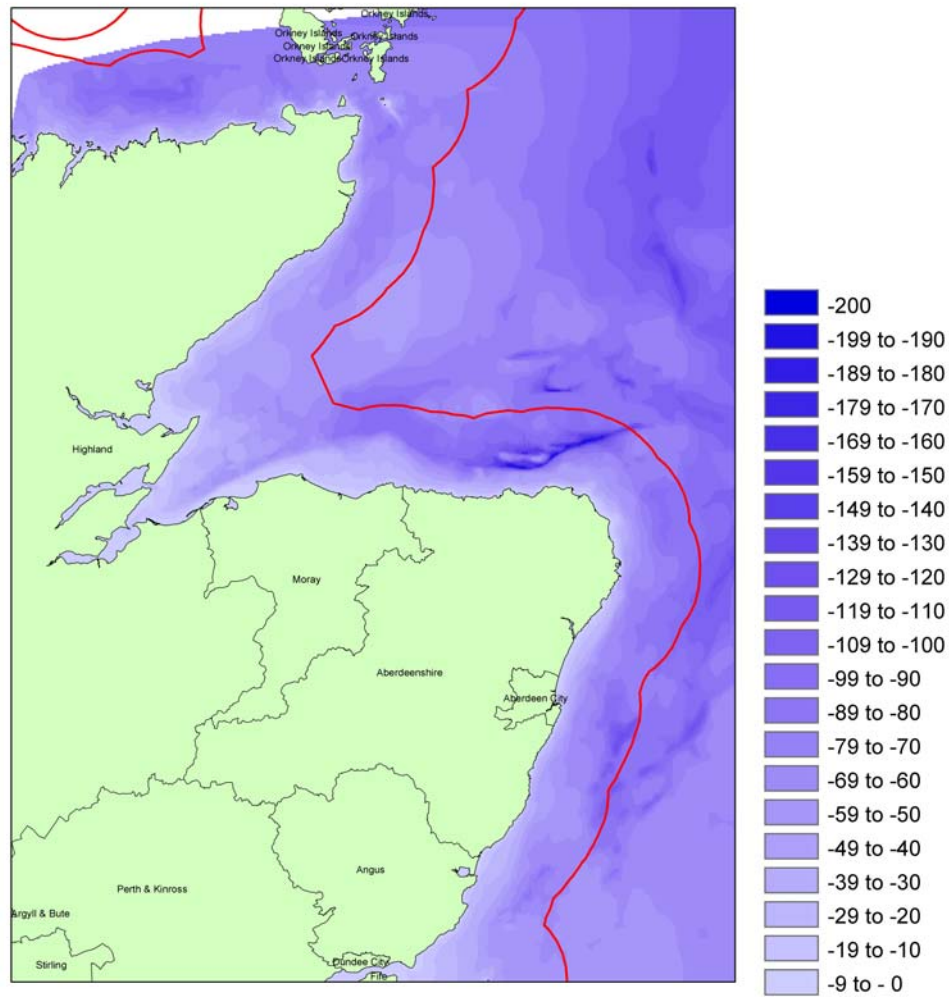 Orkney Islands
Orkney Islands
Orkney Islands
Orkney Islands Orkney Islands
Highland
Moray
Aberdeenshire
Aberdeen City
Angus
Perth & Kinross
Argyll & Bute
Stirling
Dundee City
Fife
-200
-199 to -190
-189 to -180
-179 to -170
-169 to -160
-159 to -150
-149 to -140
-139 to -130
-129 to -120
-119 to -110
-109 to -100
-99 to -90
-89 to -80
-79 to -70
-69 to -60
-59 to -50
-49 to -40
-39 to -30
-29 to -20
-19 to -10
-9 to - 0